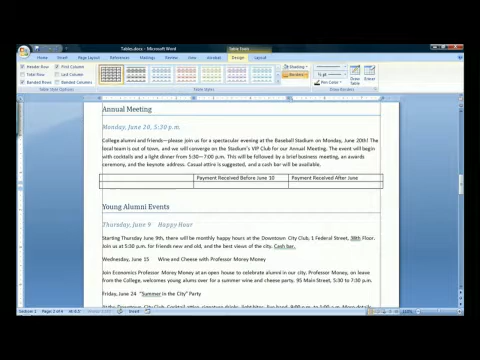 Tables.docx - Microsoft Word
Table Tools
Home Insert Page Layout References Mailings Review View Acrobat Design Layout
Header Row First Column
Total Row Last Column
Banded Rows Banded Columns
Shading
Borders
½ pt
Pen Color
Draw Table
Eraser
Table Style Options
Table Styles
Draw Borders
Annual Meeting
Monday, June 20, 5:30 p.m.
College alumni and friends—please join us for a spectacular evening at the Baseball Stadium on Monday, June 20th! The
local team is out of town, and we will converge on the Stadium's VIP Club for our Annual Meeting. The event will begin
with cocktails and a light dinner from 5:30—7:00 p.m. This will be followed by a brief business meeting, an awards
ceremony, and the keynote address. Casual attire is suggested, and a cash bar will be available.
Payment Received Before June 10 Payment Received After June
10
Young Alumni Events
Thursday, June 9 Happy Hour
Starting Thursday June 9th, there will be monthly happy hours at the Downtown City Club, 1 Federal Street, 38th Floor.
Join us at 5:30 p.m. for friends new and old, and the best views of the city. Cash bar.
Wednesday, June 15 Wine and Cheese with Professor Money Money
Join Economics Professor Money Money at an open house to celebrate alumni in our city. Professor Money, on leave
from the College, welcomes young alums over for a summer wine and cheese party. 95 Main Street, 5:30 to 7:30 p.m.
Friday, June 24 "Summer in the City" Party